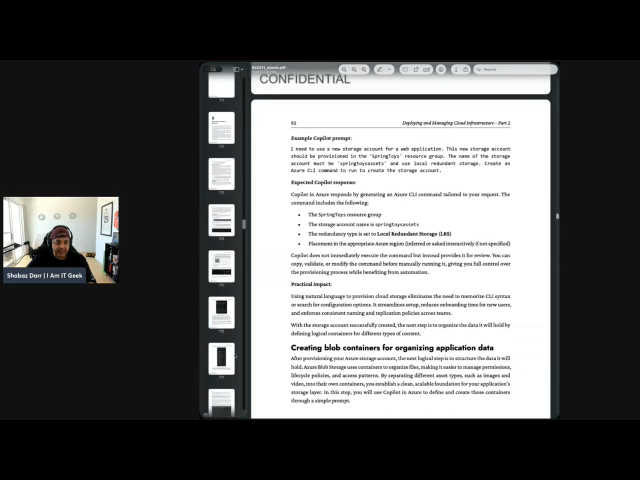 CONFIDENTIAL
Search
82
Deploying and Managing Cloud Infrastructure—Part 2
Example Copilot prompt:
I need to use a new storage account for a web application. This new storage
account should be provisioned in the 'SpringToys' resource group. The name of the storage
account must be 'springtoysassets' and use local redundant storage. Create an
Azure CLI command to run to create the storage account.
Expected Copilot response:
Copilot in Azure responds by generating an Azure CLI command tailored to your request. The
command includes the following:
• The SpringToys resource group
• The storage account name is springtoysassets
• The redundancy type is set to Local Redundant Storage (LRS)
• Placement in the appropriate Azure region (inferred or asked interactively if not specified)
Copilot does not immediately execute the command but instead provides it for review. You can
copy, validate, or modify the command before manually running it, giving you full control over
the provisioning process while benefiting from automation.
Practical impact:
Using natural language to provision cloud storage eliminates the need to memorize CLI syntax
or search for configuration options. It streamlines setup, reduces onboarding time for new users,
and enforces consistent naming and replication policies across teams.
With the storage account successfully created, the next step is to organize the data it will hold by
defining logical containers for different types of content.
Creating blob containers for organizing application data
After provisioning your Azure storage account, the next logical step is to structure the data it will
hold. Azure Blob Storage uses containers to organize files, making it easier to manage permissions,
lifecycle policies, and access patterns. By separating different asset types, such as images and
video, into their own containers, you establish a clean, scalable foundation for your application's
storage layer. In this step, you will use Copilot in Azure to define and create those containers
through a simple prompt.
Shabaz Darr | I Am IT Geek